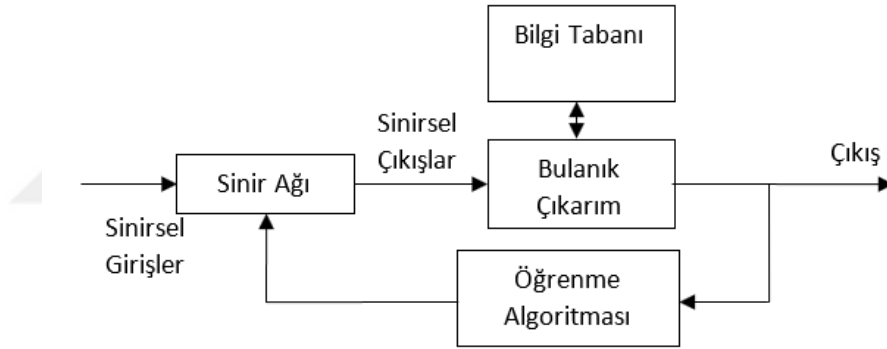 Bilgi Tabanı
Sinirsel
Çıkışlar
Çıkış
Sinir Ağı
Bulanık
Çıkarım
Sinirsel
Girişler
Öğrenme
Algoritması